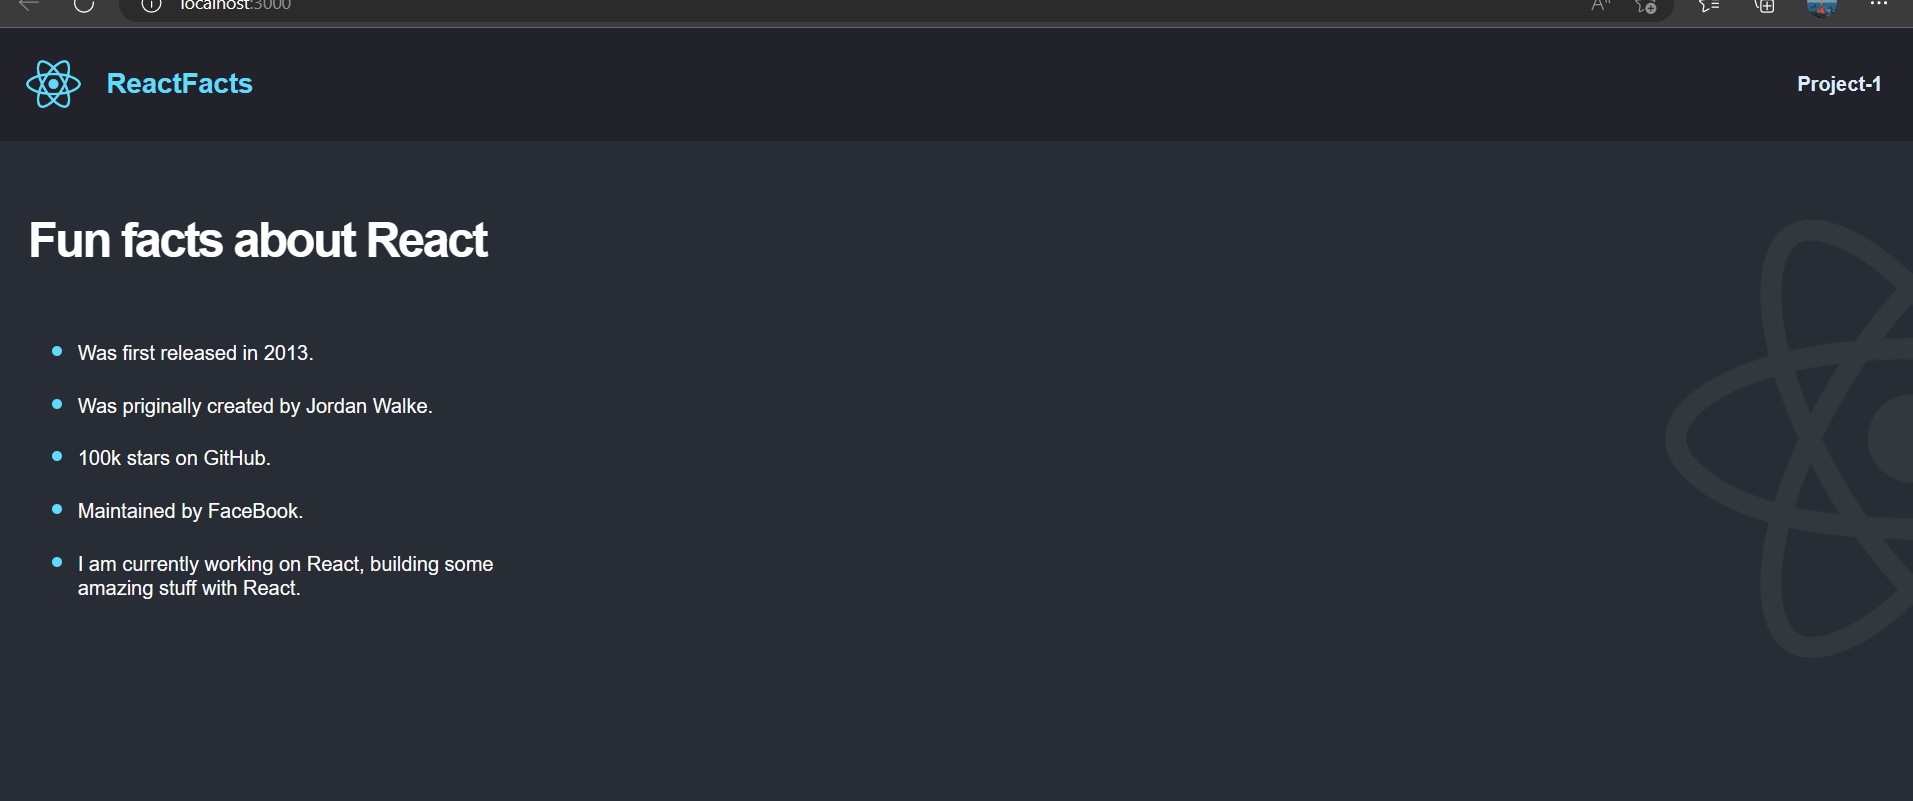 localhost:3000
ReactFacts
Project-1
Fun facts about React
Was first released in 2013.
Was priginally created by Jordan Walke.
100k stars on GitHub.
Maintained by FaceBook.
I am currently working on React, building some
amazing stuff with React.